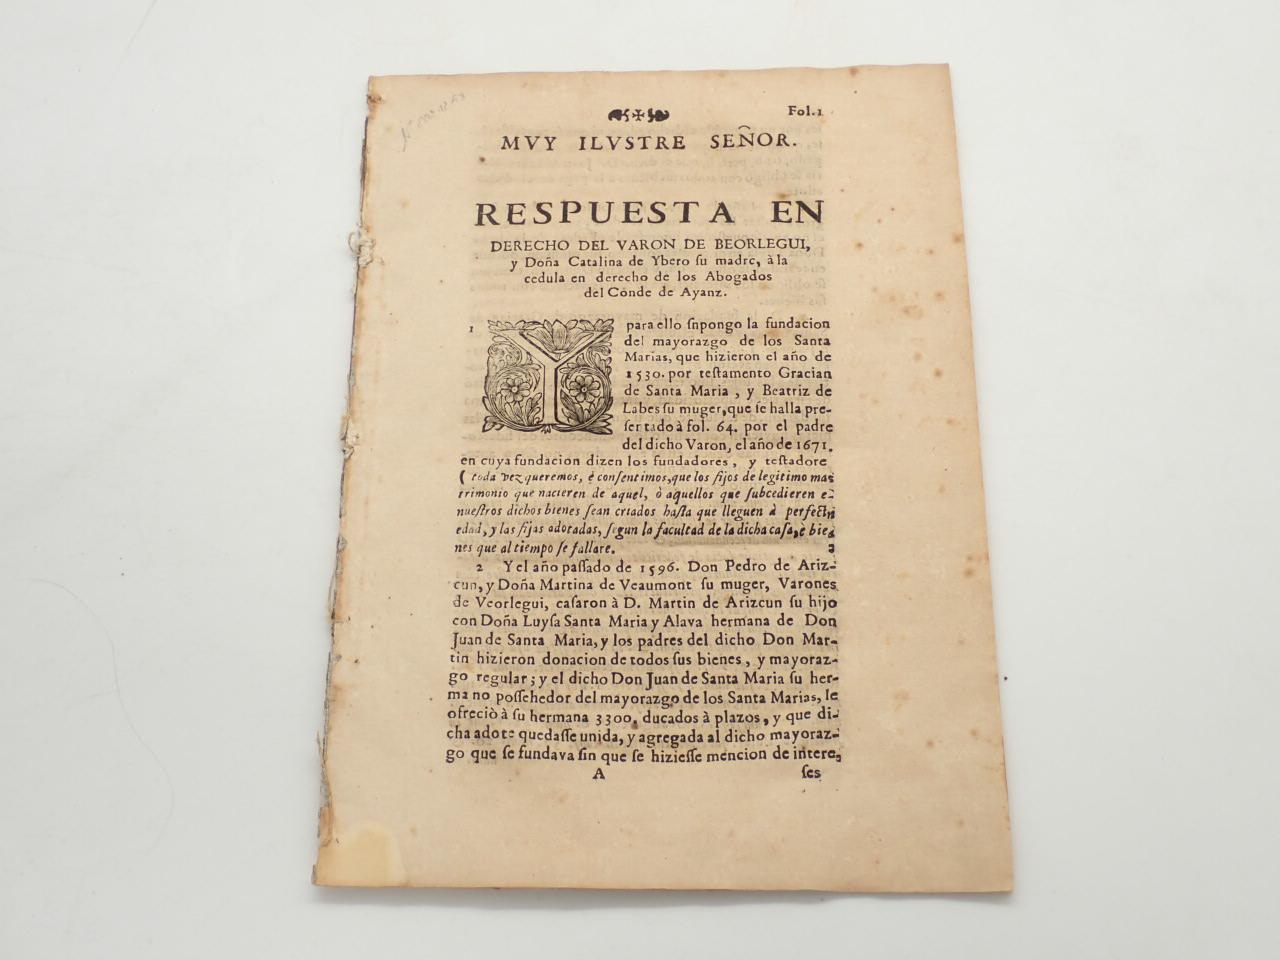 Fol.1
MVY ILVSTRE SEÑOR.
RESPUESTA EN
DERECHO DEL VARON DE BEORLEGUI,
y Doña Catalina de Ybero ſu madre, à la
cedula en derecho de los Abogados
del Conde de Ayanz.
1 Y para ello ſnpongo la fundacion
del mayorazgo de los Santa
Marias, que hizieron el año de
1530. por teſtamento Gracian
de Santa Maria , y Beatriz de
Labes ſu muger, que ſe halla pre-
ſertado à fol. 64. por el padre
del dicho Varon, el año de 1671.
en cuya fundacion dizen los fundadores , y teſtadore
( toda vez queremos, è conſentimos, que los fijos de legitimo ma-
trimonio que nacieren de aquel, ò aquellos que ſubcedieren e
nueſtros dichos bienes ſean criados haſta que lleguen à perfecta
edad, y las fijas adotadas, ſegun la facultad de la dicha caſa, è bie
nes que al tiempo ſe fallare.
2 Y el año paſſado de 1596. Don Pedro de Ariz-
cun, y Doña Martina de Veaumont ſu muger, Varones
de Veorlegui, caſaron à D. Martin de Arizcun ſu hijo
con Doña Luyſa Santa Maria y Alava hermana de Don
Juan de Santa Maria, y los padres del dicho Don Mar-
tin hizieron donacion de todos ſus bienes , y mayoraz-
go regular ; y el dicho Don Juan de Santa Maria ſu her-
mano poſſehedor del mayorazgo de los Santa Marias, le
ofreciò à ſu hermana 3300. ducados à plazos, y que di-
cha adote quedaſſe unida, y agregada al dicho mayoraz-
go que ſe fundava ſin que ſe hizieſſe mencion de intere,
A ſes